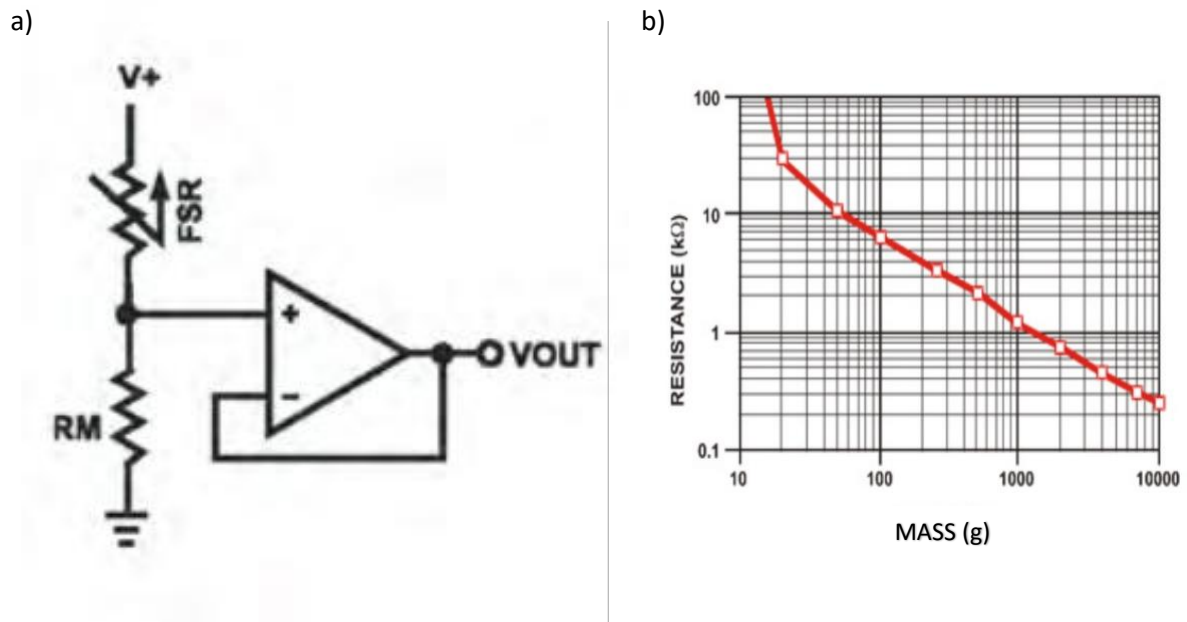 a)
V+
FSR
+
-
VOUT
RM
b)
RESISTANCE (kΩ)
100
10
1
0.1
10
100
1000
10000
MASS (g)